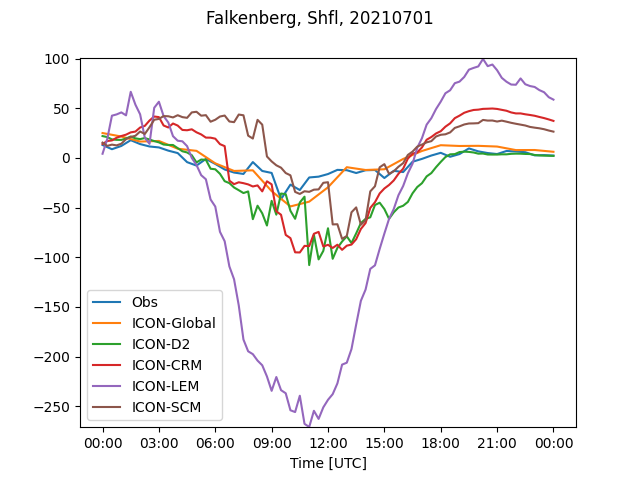 Falkenberg, Shfl, 20210701
100
50
0
−50
−100
−150
−200
−250
Obs
ICON-Global
ICON-D2
ICON-CRM
ICON-LEM
ICON-SCM
00:00 03:00 06:00 09:00 12:00 15:00 18:00 21:00 00:00
Time [UTC]